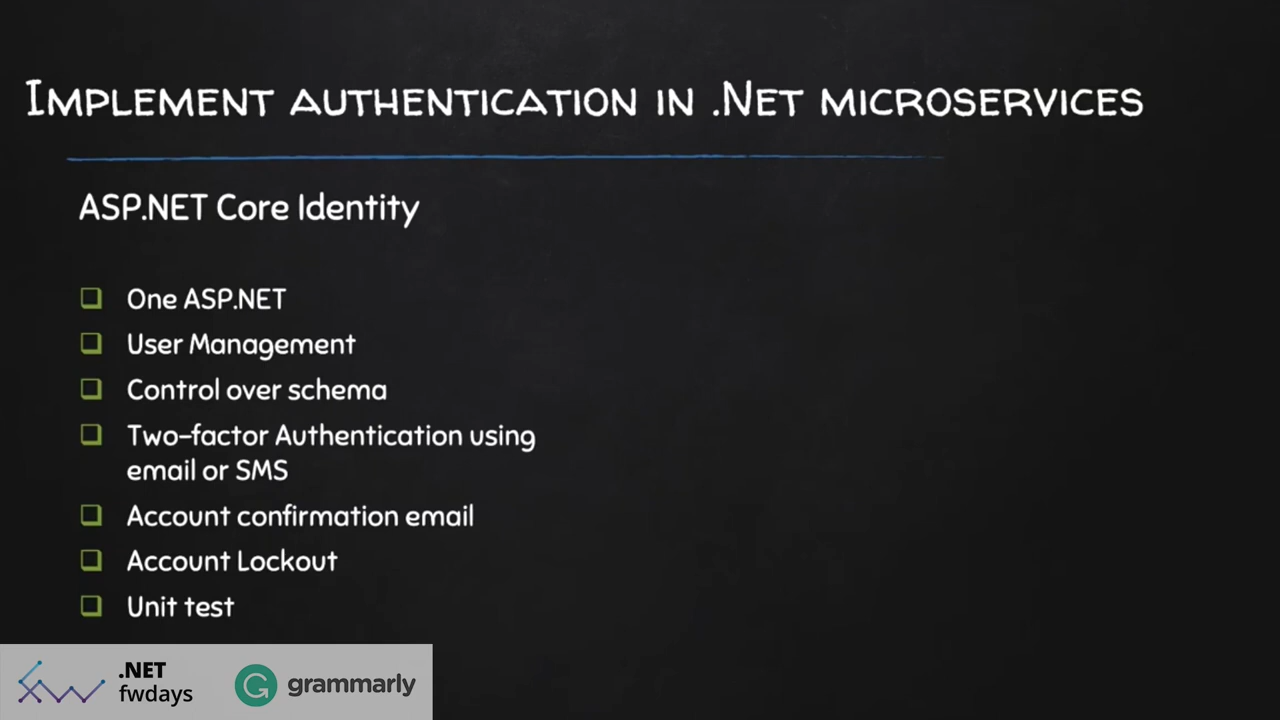 Implement authentication in .Net microservices
ASP.NET Core Identity
One ASP.NET
User Management
Control over schema
Two-factor Authentication using
email or SMS
Account confirmation email
Account Lockout
Unit test
.NET
fwdays
grammarly